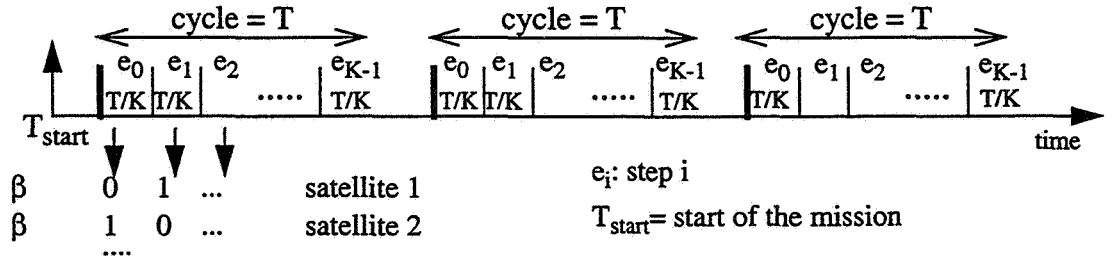 cycle = T cycle = T cycle = T
e0 e1 e2 eK-1 e0 e1 e2 eK-1 e0 e1 e2 eK-1
T/K T/K ..... T/K T/K T/K ..... T/K T/K ..... T/K
Tstart time
β 0 1 ... satellite 1 ei: step i
β 1 0 ... satellite 2 Tstart= start of the mission
....